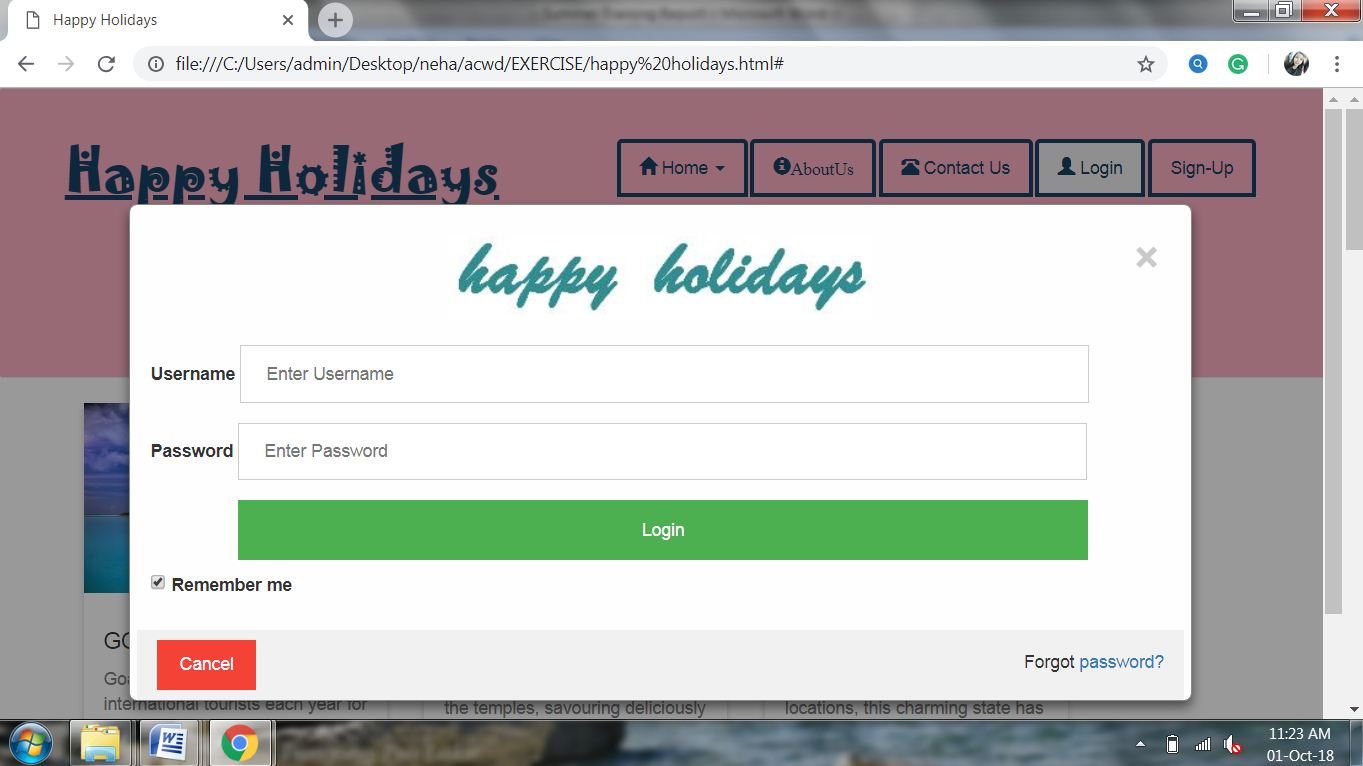 Happy Holidays
file:///C:/Users/admin/Desktop/neha/acwd/EXERCISE/happy%20holidays.html#
Happy Holidays
Home
AboutUs
Contact Us
Login
Sign-Up
happy holidays
×
Username Enter Username
Password Enter Password
Login
Remember me
Cancel
Forgot password?
international tourists each year for
the temples, savouring deliciously
locations, this charming state has
11:23 AM
01-Oct-18